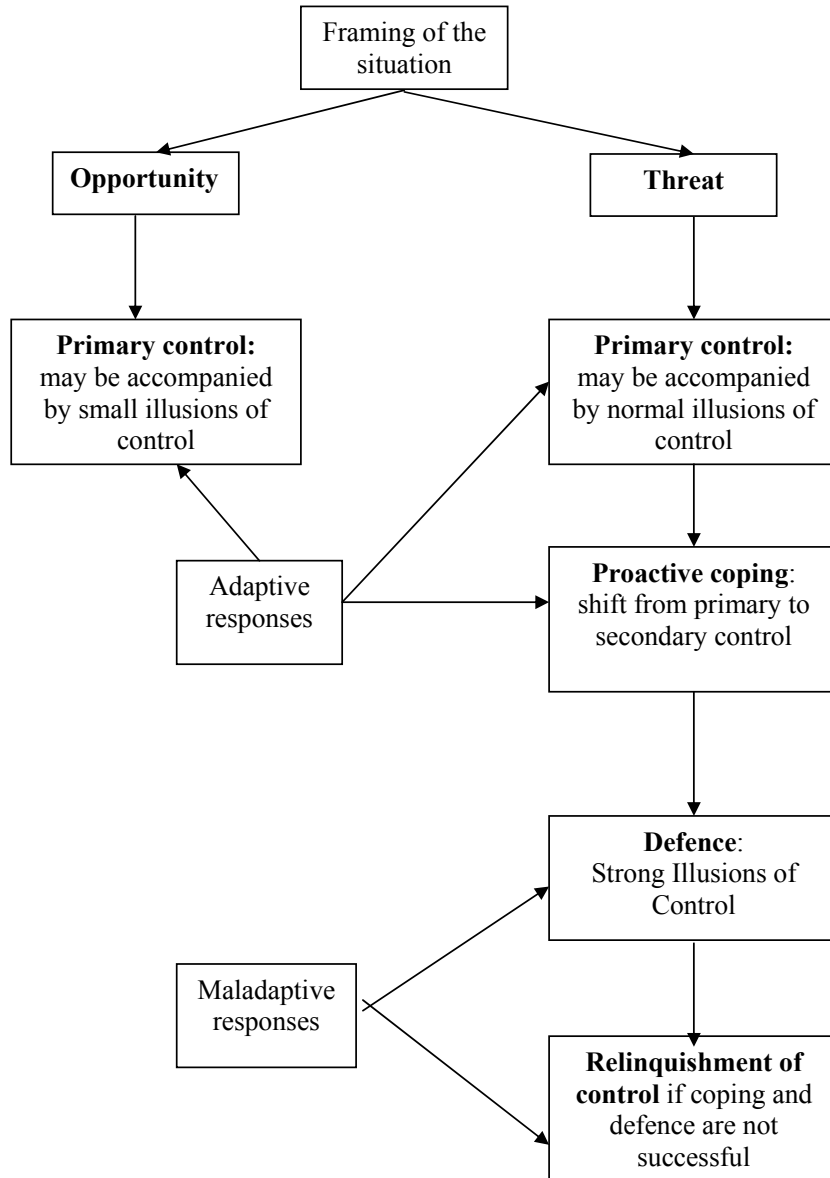 Framing of the
situation
Opportunity
Threat
Primary control:
may be accompanied
by small illusions of
control
Primary control:
may be accompanied
by normal illusions of
control
Adaptive
responses
Proactive coping:
shift from primary to
secondary control
Defence:
Strong Illusions of
Control
Maladaptive
responses
Relinquishment of
control if coping and
defence are not
successful